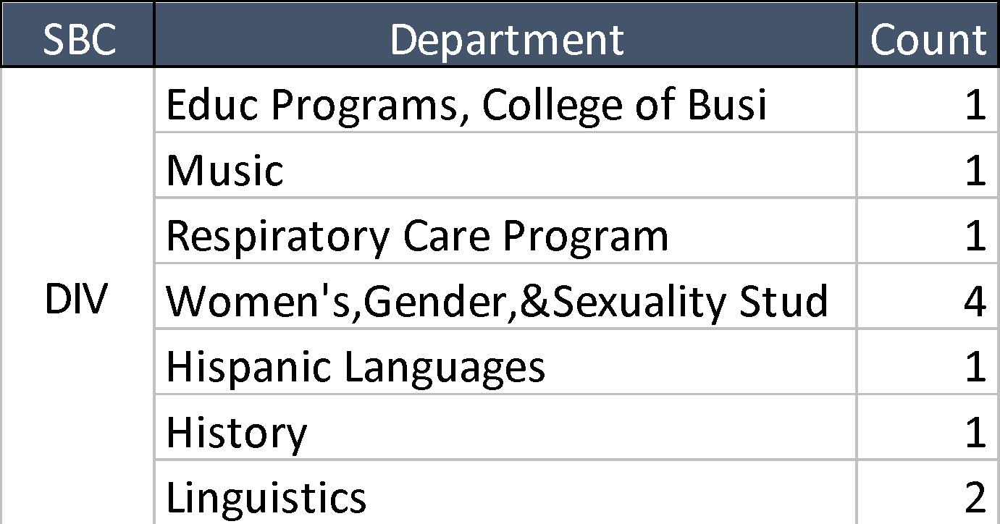 SBC Department Count
Educ Programs, College of Busi 1
Music 1
Respiratory Care Program 1
DIV Women's,Gender,&Sexuality Stud 4
Hispanic Languages 1
History 1
Linguistics 2